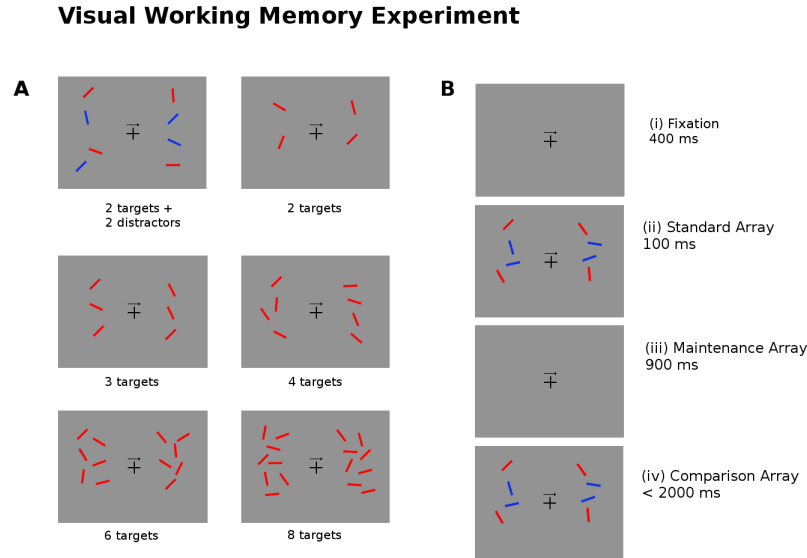 Visual Working Memory Experiment
A
2 targets +
2 distractors
2 targets
3 targets
4 targets
6 targets
8 targets
B
(i) Fixation
400 ms
(ii) Standard Array
100 ms
(iii) Maintenance Array
900 ms
(iv) Comparison Array
< 2000 ms